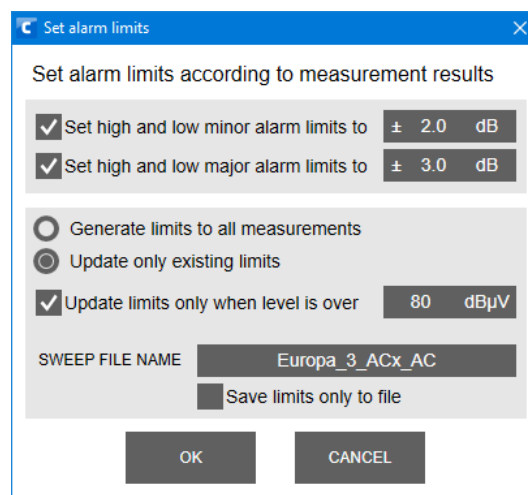 C Set alarm limits
Set alarm limits according to measurement results
Set high and low minor alarm limits to ± 2.0 dB
Set high and low major alarm limits to ± 3.0 dB
Generate limits to all measurements
Update only existing limits
Update limits only when level is over 80 dBμV
SWEEP FILE NAME Europa_3_ACx_AC
Save limits only to file
OK CANCEL